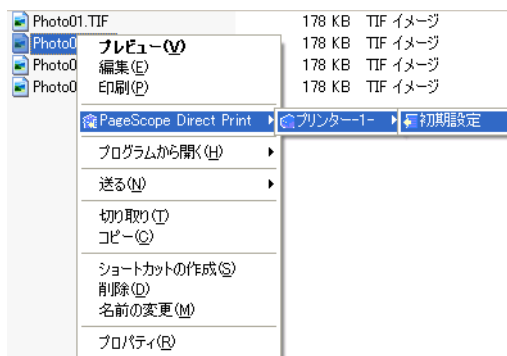 Photo01.TIF 178 KB TIF イメージ
Photo0 178 KB TIF イメージ
Photo0 178 KB TIF イメージ
Photo0 178 KB TIF イメージ
プレビュー(V)
編集(E)
印刷(P)
PageScope Direct Print
プリンター-1-
初期設定
プログラムから開く(H)
送る(N)
切り取り(T)
コピー(C)
ショートカットの作成(S)
削除(D)
名前の変更(M)
プロパティ(R)